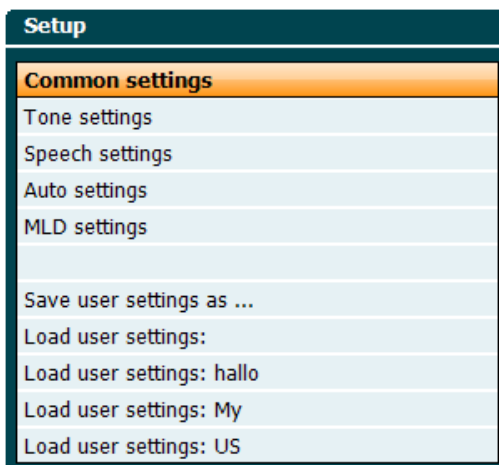 Setup
Common settings
Tone settings
Speech settings
Auto settings
MLD settings
Save user settings as ...
Load user settings:
Load user settings: hallo
Load user settings: My
Load user settings: US